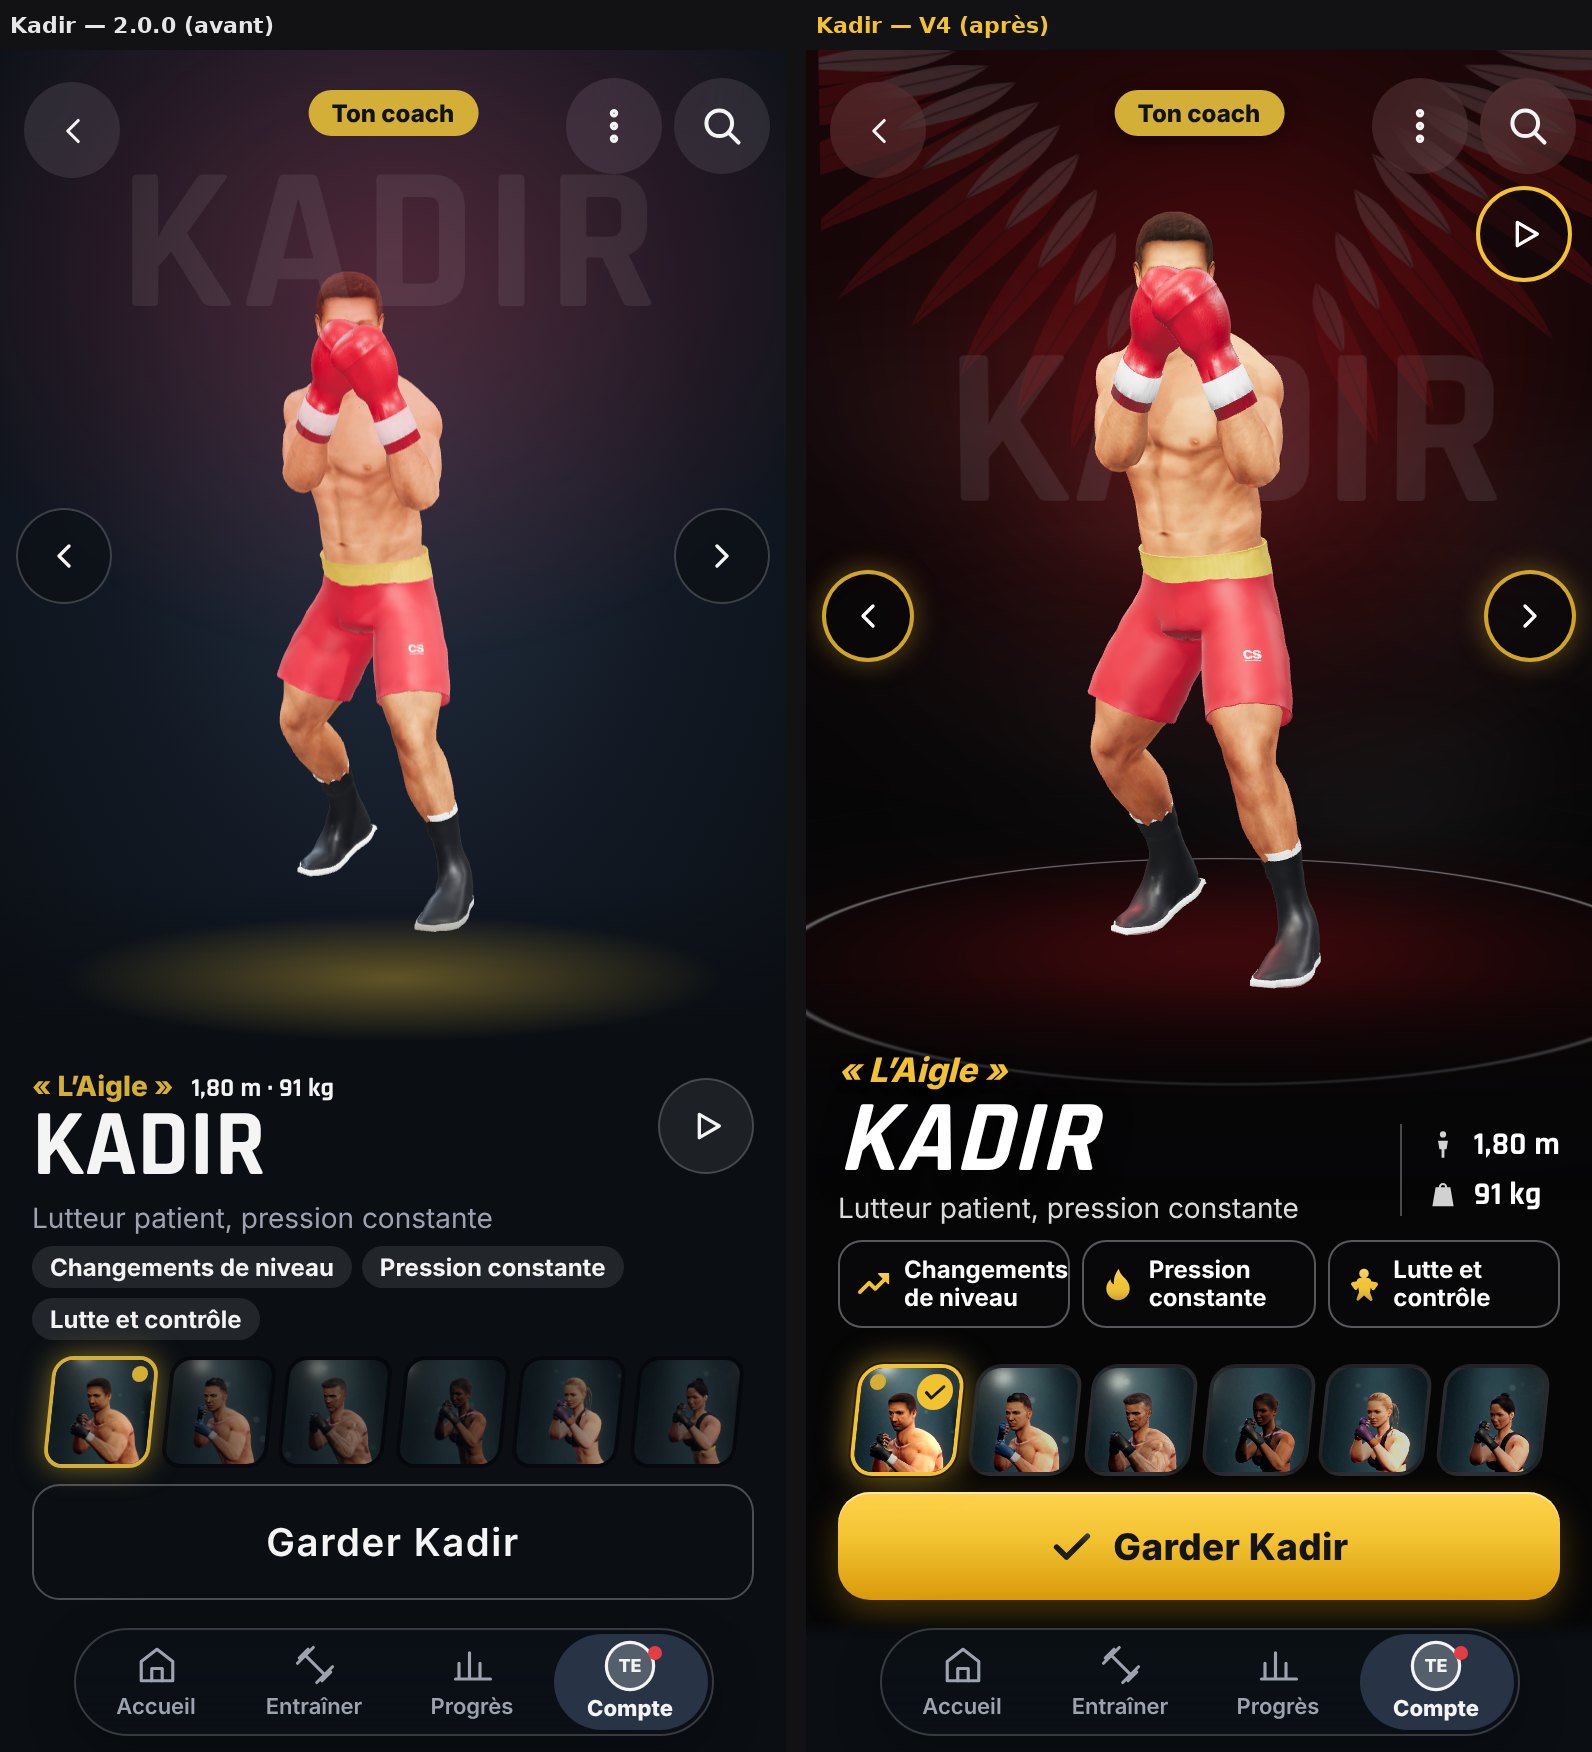 Kadir — 2.0.0 (avant)
Ton coach
KADIR
CS
« L'Aigle » 1,80 m · 91 kg
KADIR
Lutteur patient, pression constante
Changements de niveau
Pression constante
Lutte et contrôle
Garder Kadir
TE
Accueil
Entraîner
Progrès
Compte
Kadir — V4 (après)
Ton coach
KADIR
CS
« L'Aigle »
KADIR
1,80 m
91 kg
Lutteur patient, pression constante
Changements
de niveau
Pression
constante
Lutte et
contrôle
Garder Kadir
TE
Accueil
Entraîner
Progrès
Compte